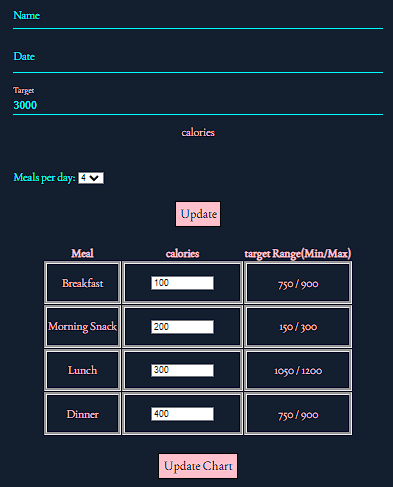 Name
Date
Target
3000
calories
Meals per day: 4
Update
Meal calories target Range(Min/Max)
Breakfast 100 750 / 900
Morning Snack 200 150 / 300
Lunch 300 1050 / 1200
Dinner 400 750 / 900
Update Chart